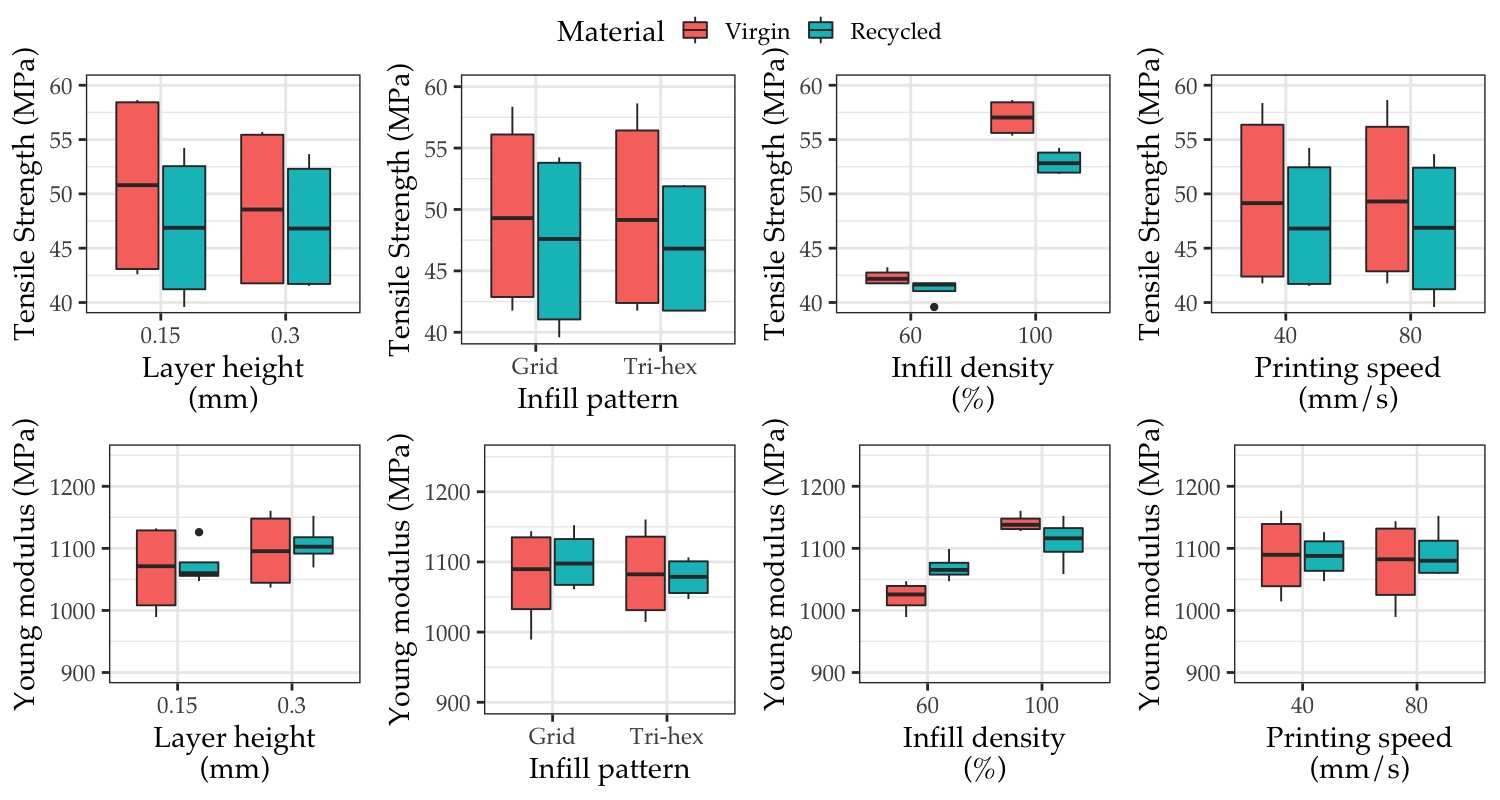 Material Virgin Recycled
Tensile Strength (MPa)
60
55
50
45
40
0.15 0.3
Layer height
(mm)
Tensile Strength (MPa)
60
55
50
45
40
Grid Tri-hex
Infill pattern
Tensile Strength (MPa)
60
55
50
45
40
60 100
Infill density
(%)
Tensile Strength (MPa)
60
55
50
45
40
40 80
Printing speed
(mm/s)
Young modulus (MPa)
1200
1100
1000
900
0.15 0.3
Layer height
(mm)
Young modulus (MPa)
1200
1100
1000
900
Grid Tri-hex
Infill pattern
Young modulus (MPa)
1200
1100
1000
900
60 100
Infill density
(%)
Young modulus (MPa)
1200
1100
1000
900
40 80
Printing speed
(mm/s)